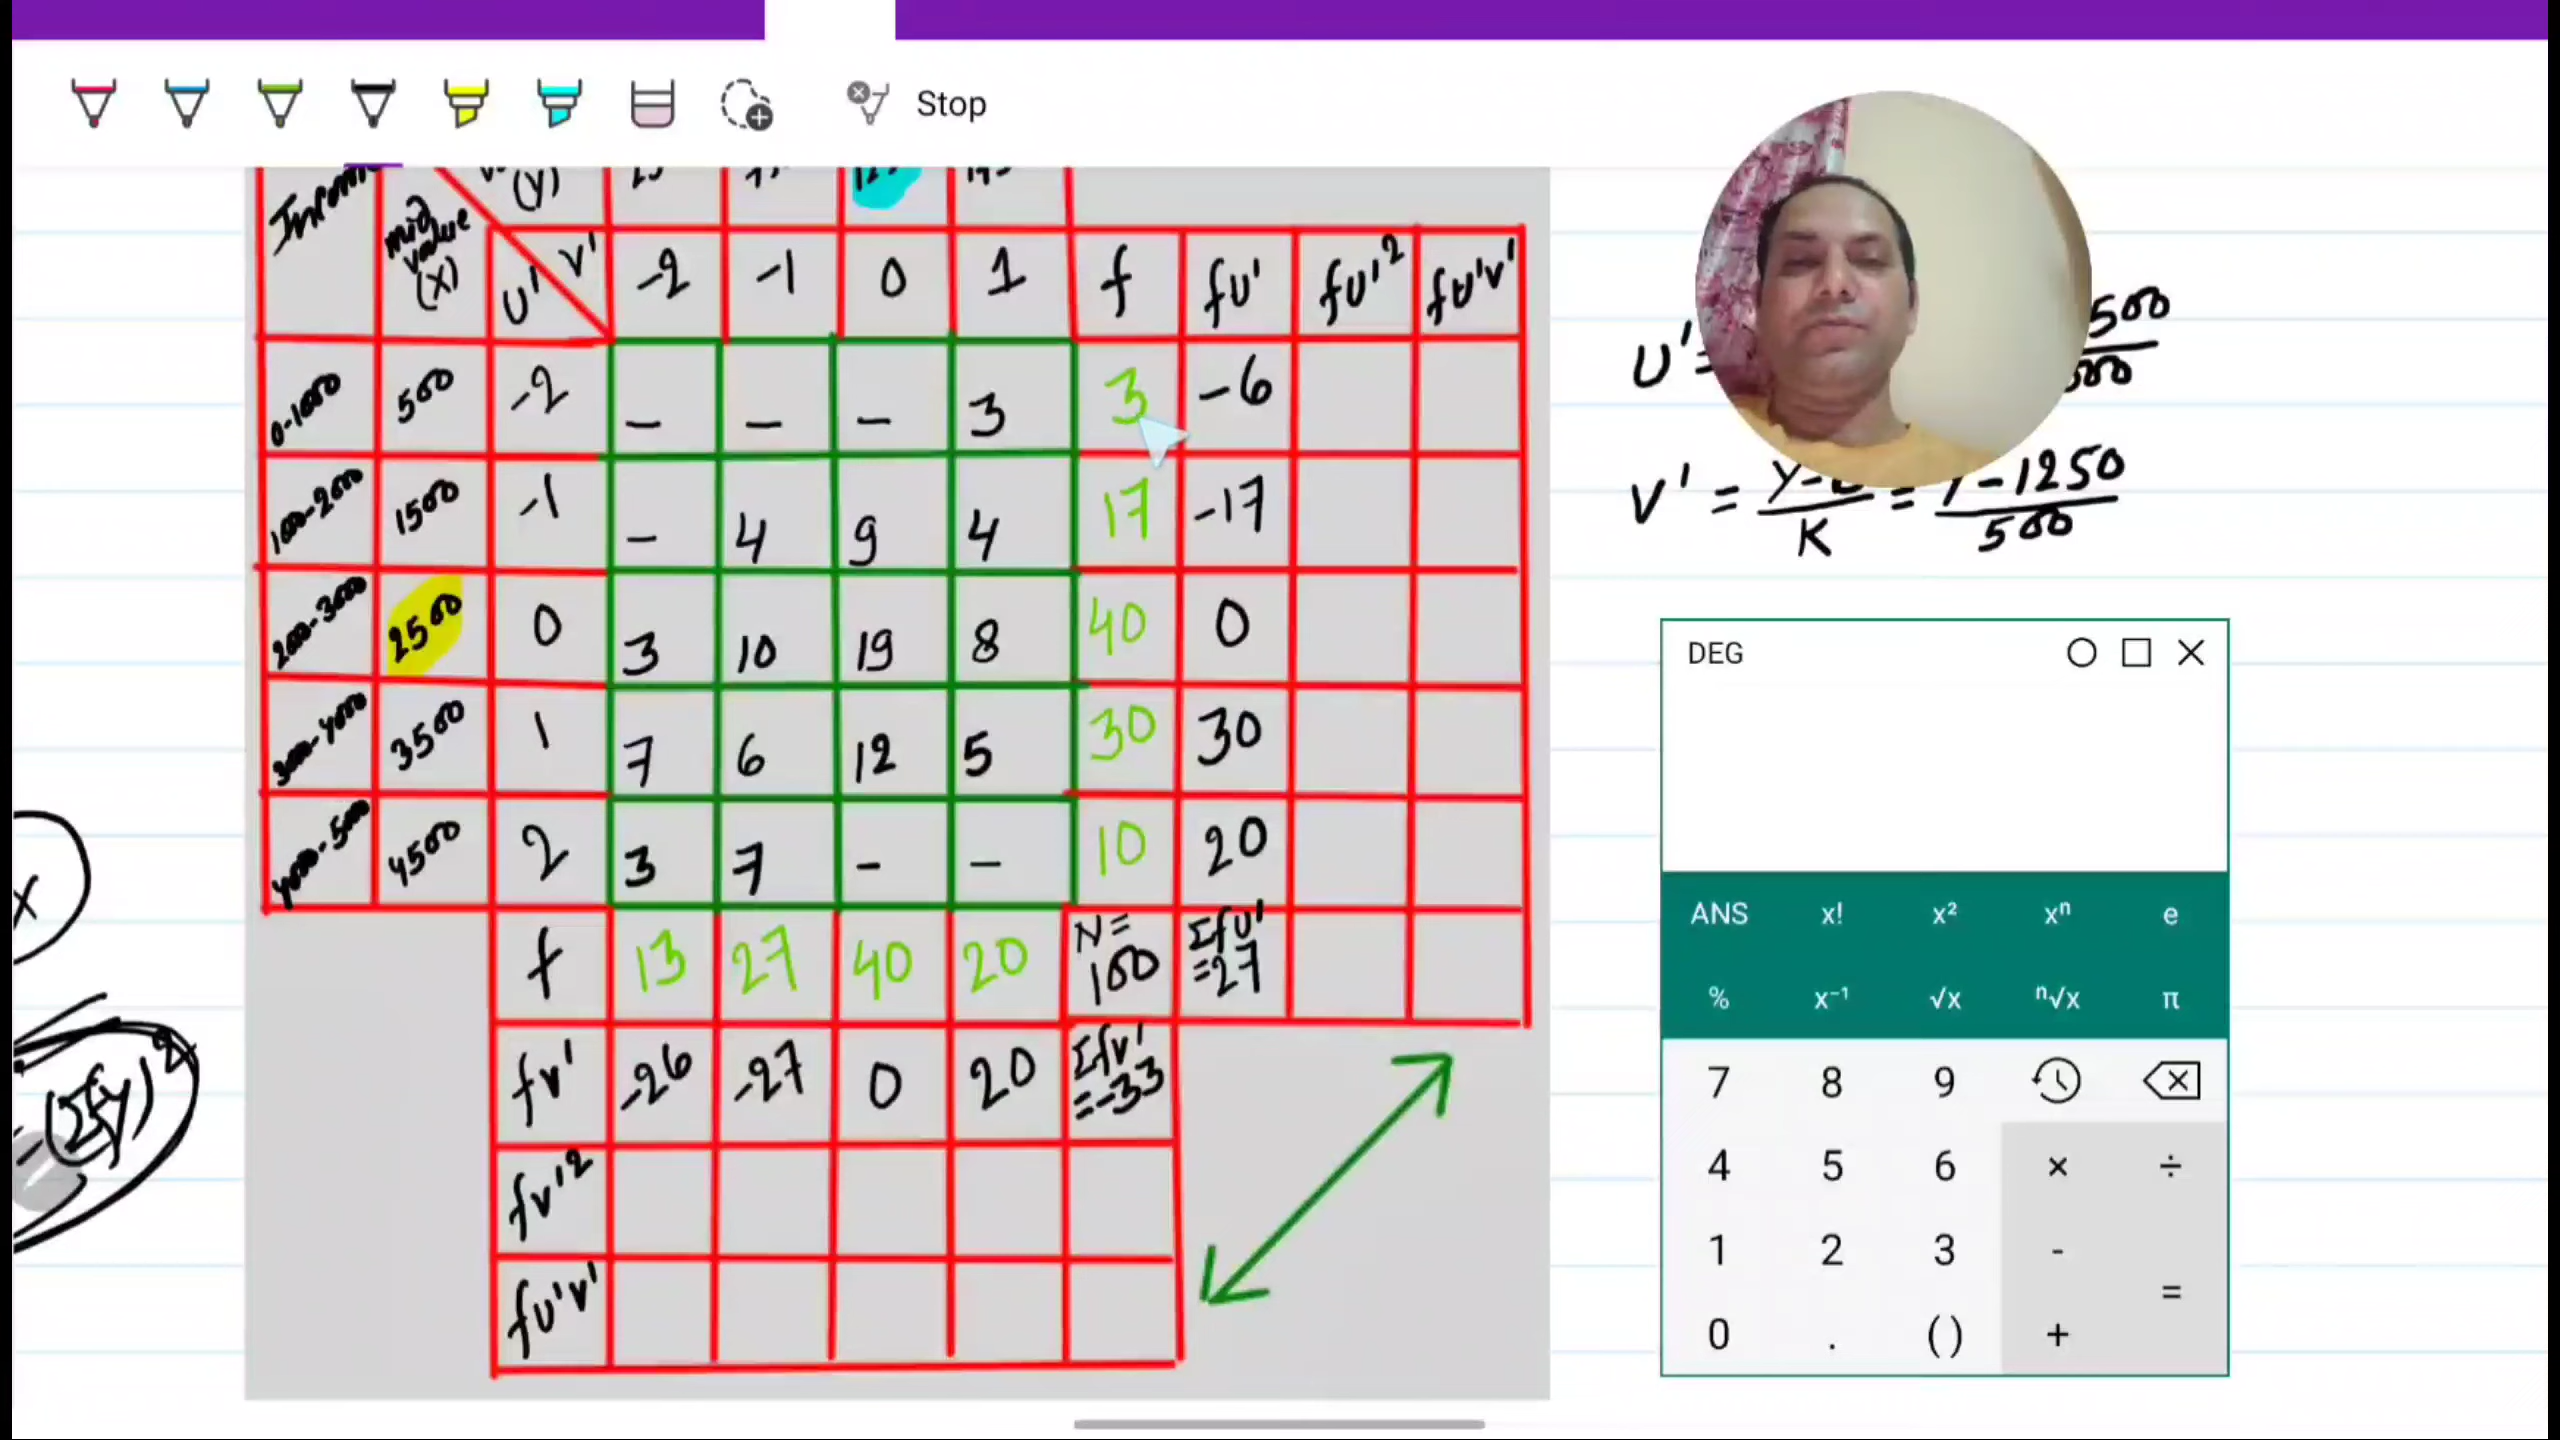 Stop
Income
mid value (X)
(Y)
U' V' -2 -1 0 1 f fU' fU'2 fU'V'
0-1000 500 -2 - - - 3 3 -6
1000-2000 1500 -1 - 4 9 4 17 -17
2000-3000 2500 0 3 10 19 8 40 0
3000-4000 3500 1 7 6 12 5 30 30
4000-5000 4500 2 3 7 - - 10 20
f 13 27 40 20 N= 100 ΣfU' =27
fV' -26 -27 0 20 ΣfV' =-33
fV'2
fU'V'
U' =
V' = = Y-1250
K 500
-(Σfy)2
x
DEG
ANS x! x² xⁿ e
% x⁻¹ √x ⁿ√x π
7 8 9
4 5 6 × ÷
1 2 3 - =
0 . ( ) +